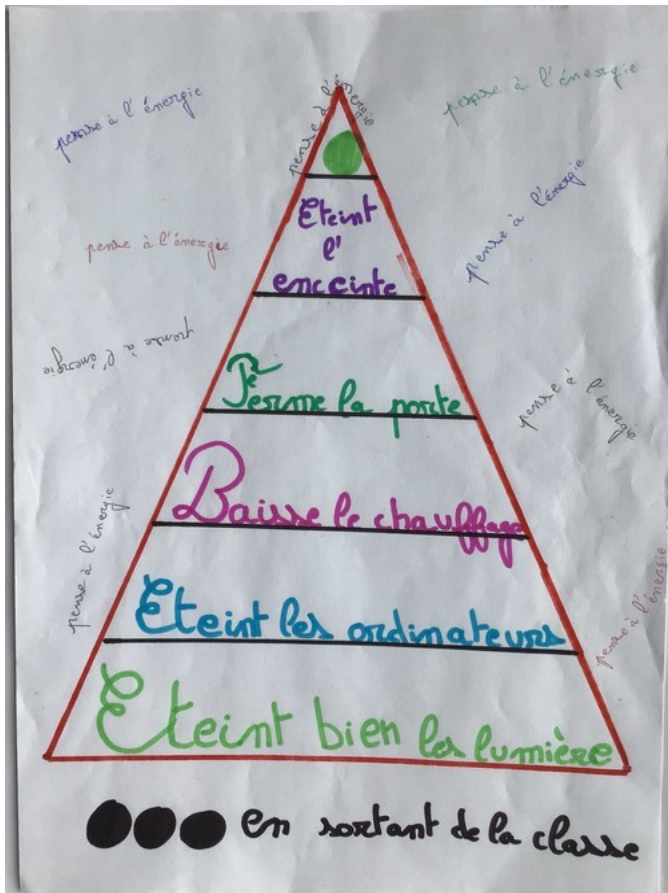 pense à l'énergie
pense à l'énergie
pense à l'énergie
pense à l'énergie
pense à l'énergie
pense à l'énergie
pense à l'énergie
pense à l'énergie
pense à l'énergie
Eteint
l'
enceinte
Ferme la porte
Baisse le chauffage
Eteint les ordinateurs
Eteint bien les lumière
en sortant de la classe